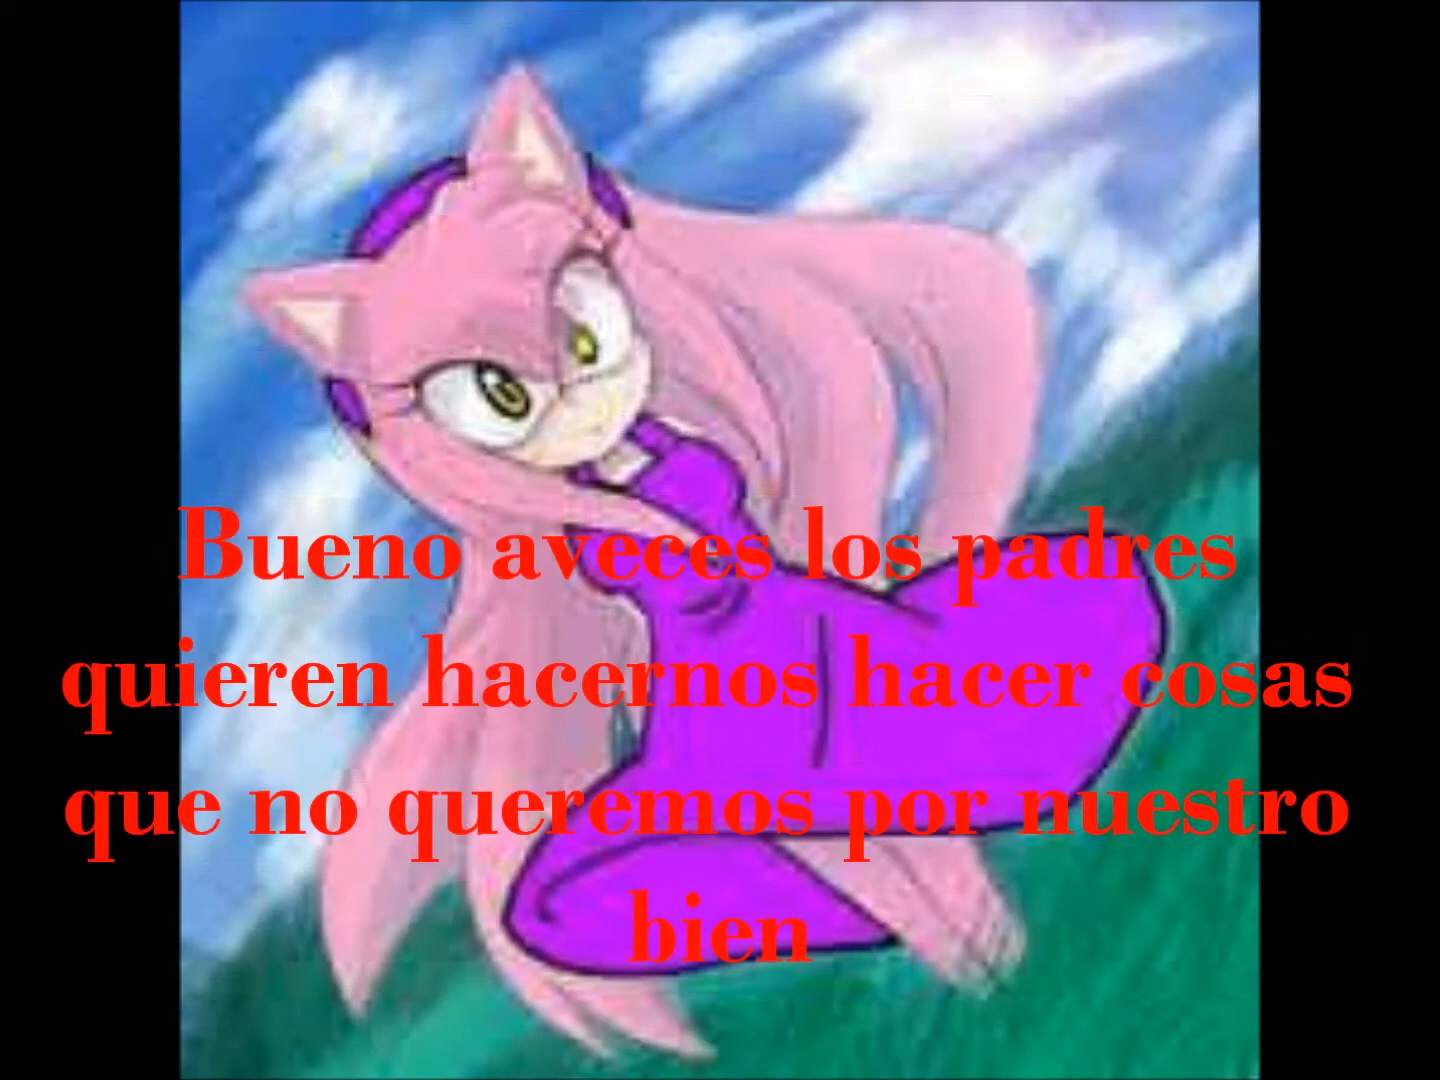 Bueno aveces los padres
quieren hacernos hacer cosas
que no queremos por nuestro
bien